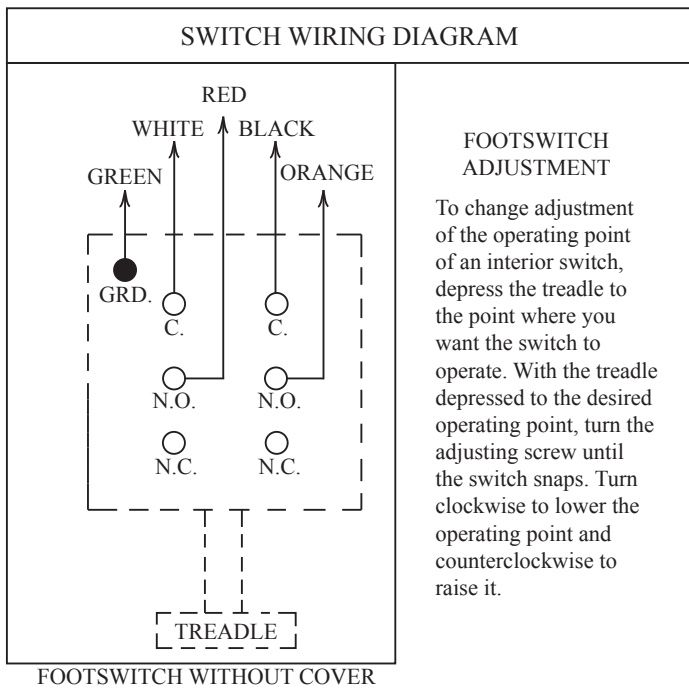 SWITCH WIRING DIAGRAM
RED
WHITE
BLACK
GREEN
ORANGE
GRD.
C.
C.
N.O.
N.O.
N.C.
N.C.
TREADLE
FOOTSWITCH WITHOUT COVER
FOOTSWITCH
ADJUSTMENT
To change adjustment
of the operating point
of an interior switch,
depress the treadle to
the point where you
want the switch to
operate. With the treadle
depressed to the desired
operating point, turn the
adjusting screw until
the switch snaps. Turn
clockwise to lower the
operating point and
counterclockwise to
raise it.